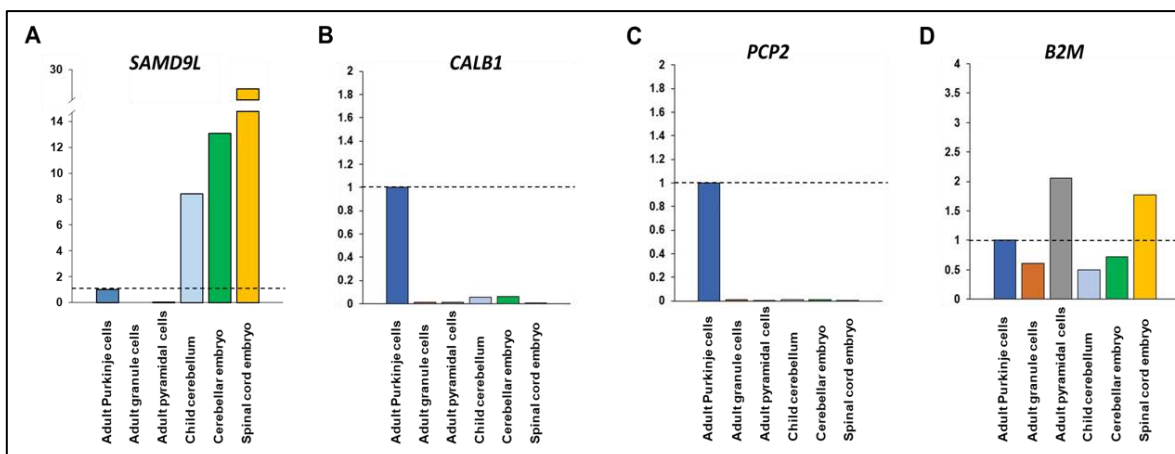 A
SAMD9L
30
14
12
10
8
6
4
2
0
Adult Purkinje cells
Adult granule cells
Adult pyramidal cells
Child cerebellum
Cerebellar embryo
Spinal cord embryo
B
CALB1
2
1.8
1.6
1.4
1.2
1
0.8
0.6
0.4
0.2
0
Adult Purkinje cells
Adult granule cells
Adult pyramidal cells
Child cerebellum
Cerebellar embryo
Spinal cord embryo
C
PCP2
2
1.8
1.6
1.4
1.2
1
0.8
0.6
0.4
0.2
0
Adult Purkinje cells
Adult granule cells
Adult pyramidal cells
Child cerebellum
Cerebellar embryo
Spinal cord embryo
D
B2M
4
3.5
3
2.5
2
1.5
1
0.5
0
Adult Purkinje cells
Adult granule cells
Adult pyramidal cells
Child cerebellum
Cerebellar embryo
Spinal cord embryo